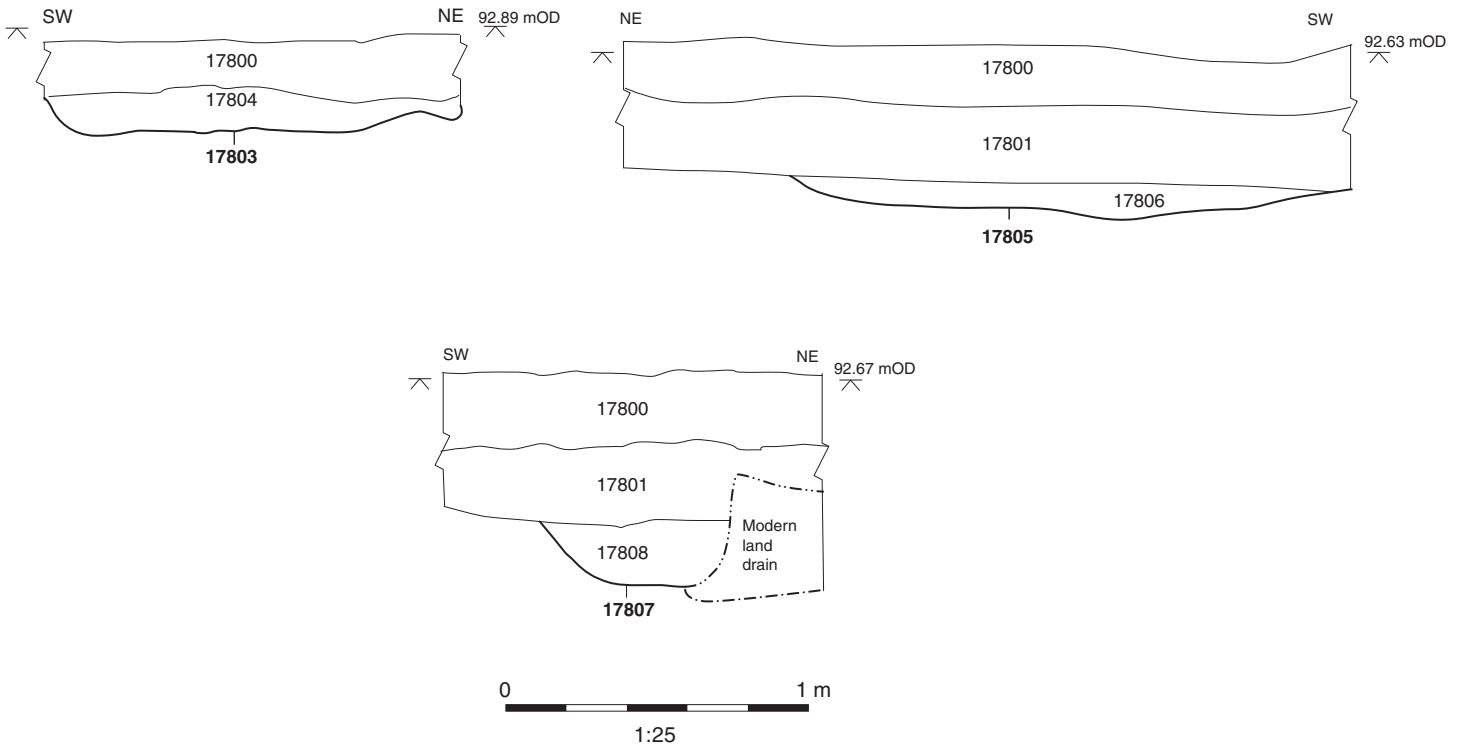 SW
NE 92.89 mOD
17800
17804
17803
NE
SW
92.63 mOD
17800
17801
17806
17805
SW
NE 92.67 mOD
17800
17801
17808
Modern
land
drain
17807
0 1 m
1:25